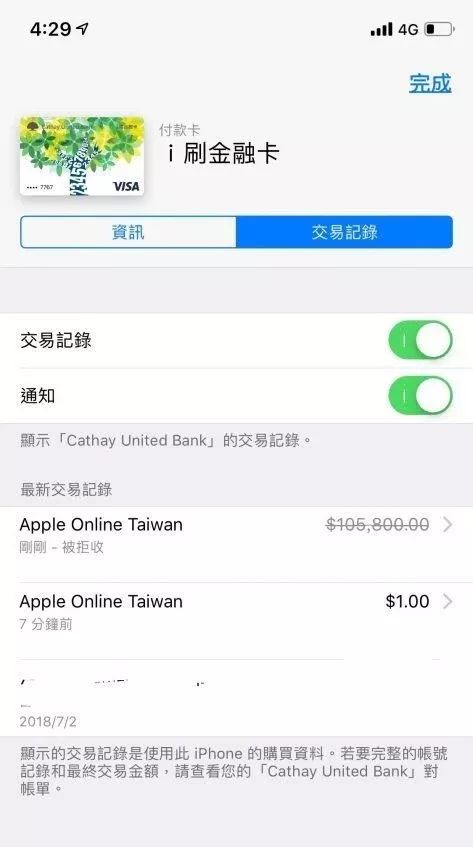 4:29
4G
完成
Cathay United Bank
•••• 7767
VISA
付款卡
i 刷金融卡
資訊
交易記錄
交易記錄
通知
顯示「Cathay United Bank」的交易記錄。
最新交易記錄
Apple Online Taiwan
$105,800.00
剛剛 – 被拒收
Apple Online Taiwan
$1.00
7 分鐘前
2018/7/2
顯示的交易記錄是使用此 iPhone 的購買資料。若要完整的帳號
記錄和最終交易金額，請查看您的「Cathay United Bank」對
帳單。